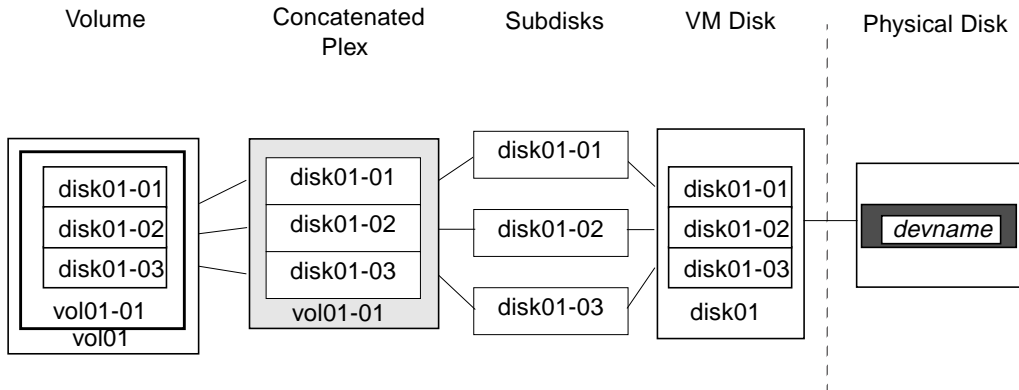 Volume
Concatenated
Plex
Subdisks
VM Disk
Physical Disk
disk01-01
disk01-02
disk01-03
vol01-01
vol01
disk01-01
disk01-02
disk01-03
vol01-01
disk01-01
disk01-02
disk01-03
disk01-01
disk01-02
disk01-03
disk01
devname